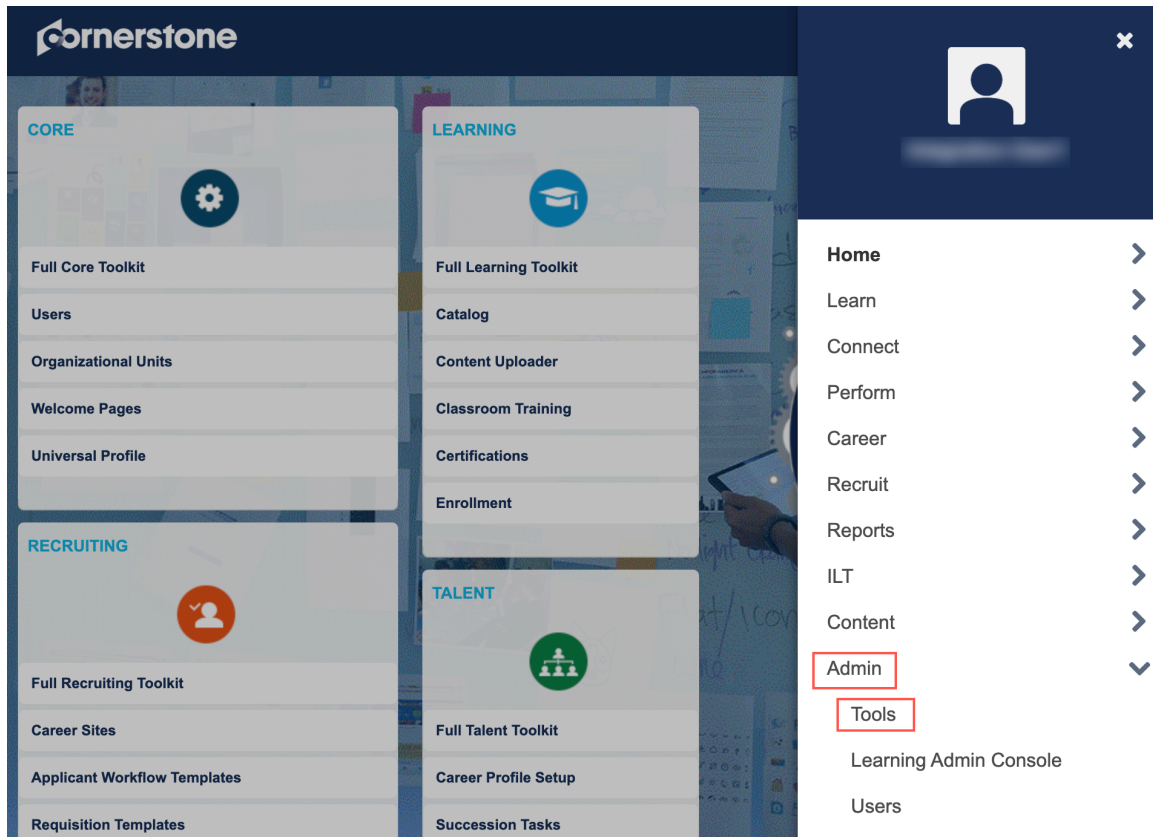 cornerstone
CORE
Full Core Toolkit
Users
Organizational Units
Welcome Pages
Universal Profile
LEARNING
Full Learning Toolkit
Catalog
Content Uploader
Classroom Training
Certifications
Enrollment
RECRUITING
Full Recruiting Toolkit
Career Sites
Applicant Workflow Templates
Requisition Templates
TALENT
Full Talent Toolkit
Career Profile Setup
Succession Tasks
Home
Learn
Connect
Perform
Career
Recruit
Reports
ILT
Content
Admin
Tools
Learning Admin Console
Users